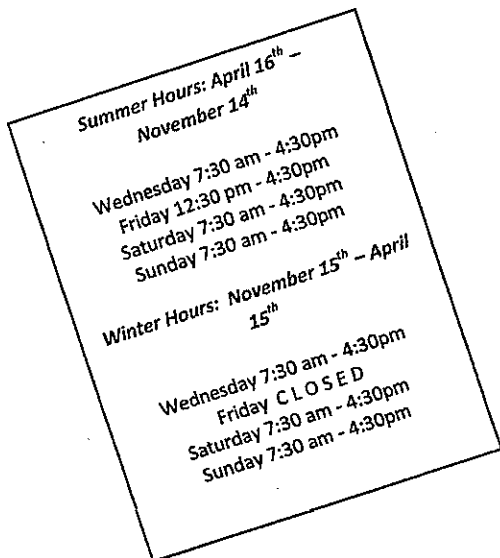 Summer Hours: April 16th –
November 14th
Wednesday 7:30 am - 4:30pm
Friday 12:30 pm - 4:30pm
Saturday 7:30 am - 4:30pm
Sunday 7:30 am - 4:30pm
Winter Hours: November 15th – April
15th
Wednesday 7:30 am - 4:30pm
Friday C L O S E D
Saturday 7:30 am - 4:30pm
Sunday 7:30 am - 4:30pm